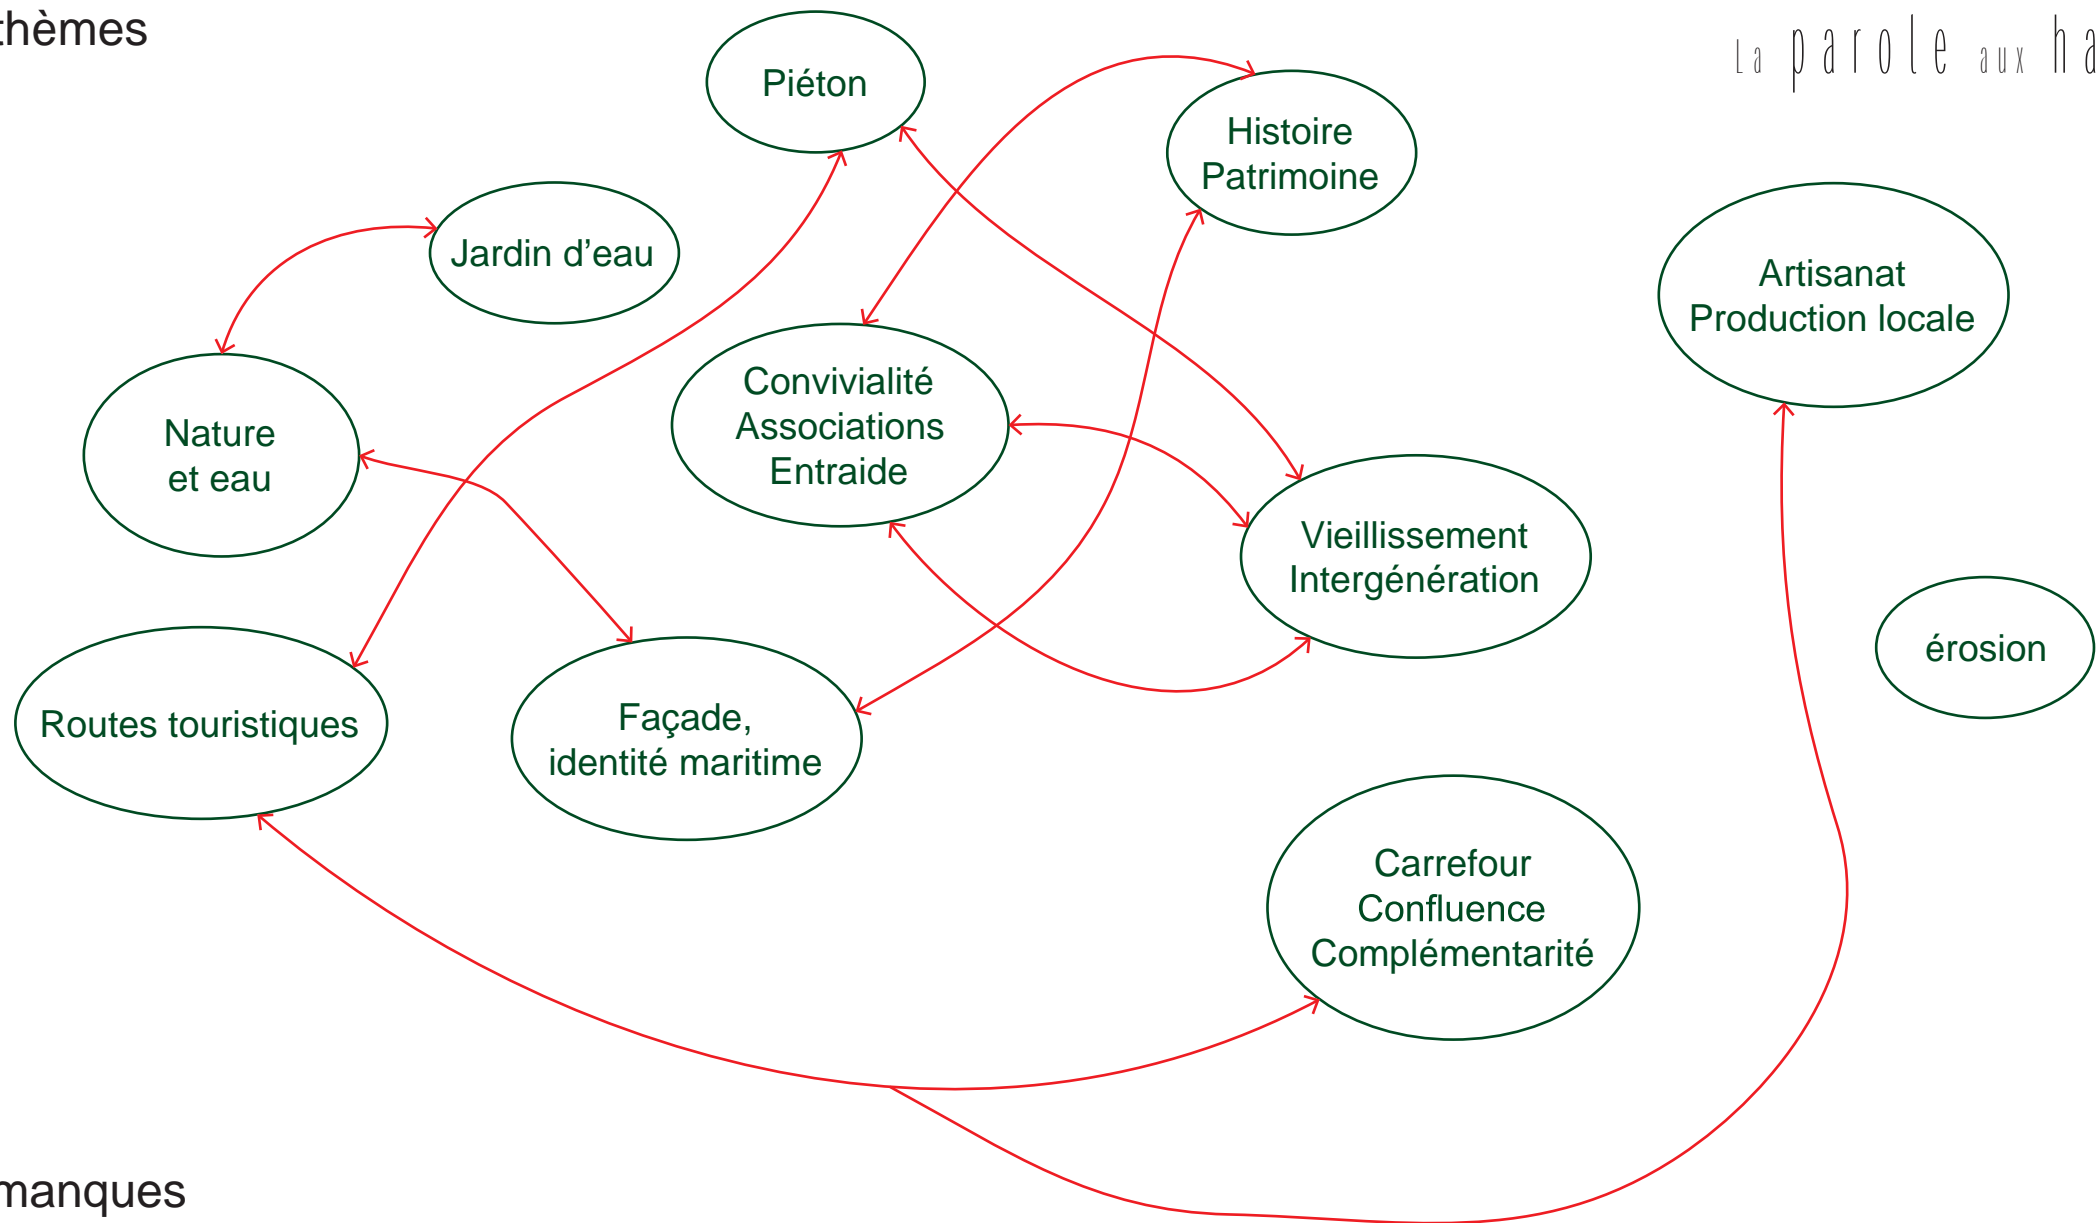 thèmes
La parole aux ha
Piéton
Histoire
Patrimoine
Jardin d'eau
Artisanat
Production locale
Convivialité
Associations
Entraide
Nature
et eau
Vieillissement
Intergénération
érosion
Routes touristiques
Façade,
identité maritime
Carrefour
Confluence
Complémentarité
manques